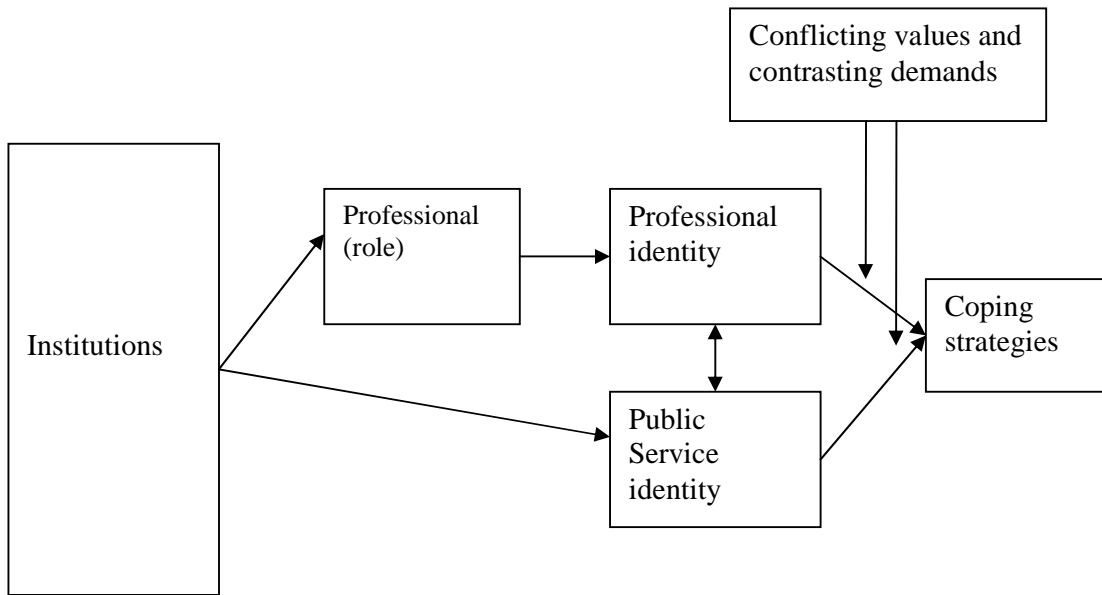 Conflicting values and
contrasting demands
Professional
(role)
Professional
identity
Institutions
Coping
strategies
Public
Service
identity